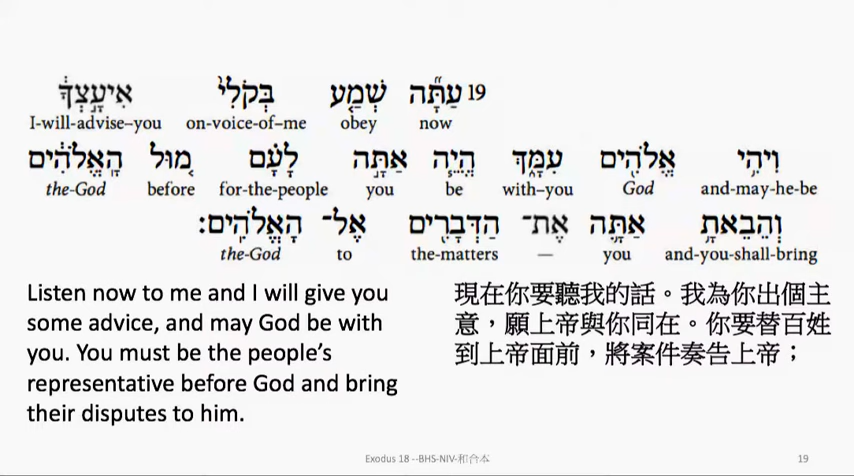 19 עַתָּ֞ה שְׁמַ֤ע בְּקֹלִי֙ אִיעָ֣צְךָ֔
I-will-advise–you on-voice-of–me obey now
וִיהִ֥י אֱלֹהִ֖ים עִמָּ֑ךְ הֱיֵ֧ה אַתָּ֣ה לָעָ֗ם מ֚וּל הָֽאֱלֹהִ֔ים
the-God before for-the-people you be with–you God and-may-he-be
וְהֵבֵאתָ֥ אַתָּ֛ה אֶת־ הַדְּבָרִ֖ים אֶל־ הָאֱלֹהִֽים׃
the-God to the-matters — you and-you-shall-bring
Listen now to me and I will give you
some advice, and may God be with
you. You must be the people’s
representative before God and bring
their disputes to him.
現在你要聽我的話。我為你出個主
意，願上帝與你同在。你要替百姓
到上帝面前，將案件奏告上帝；
Exodus 18 --BHS-NIV-和合本
19